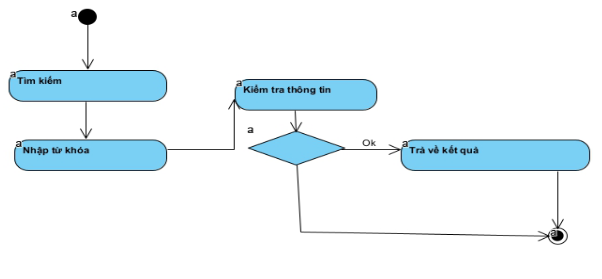 a
a
Tìm kiếm
a
Nhập từ khóa
a
Kiểm tra thông tin
a
Ok
a
Trả về kết quả
a